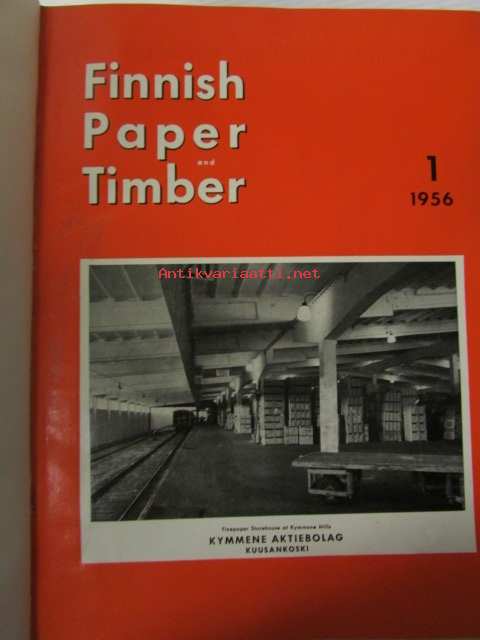 Finnish
Paper
and
Timber
1
1956
Antikvariaatti.net
Finepaper Storehouse at Kymmene Mills
KYMMENE AKTIEBOLAG
KUUSANKOSKI